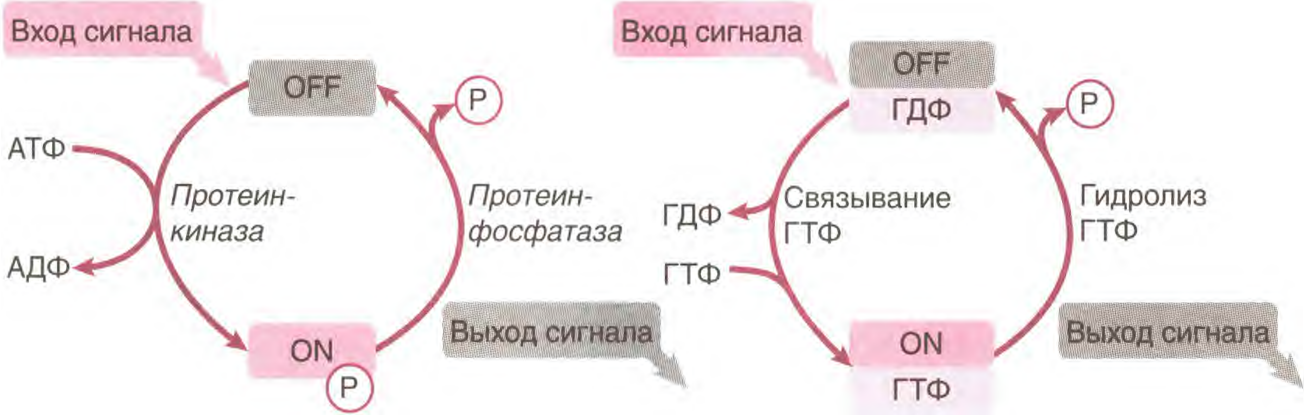 Вход сигнала
OFF
P
АТФ
Протеин-
киназа
Протеин-
фосфатаза
АДФ
ON
P
Выход сигнала
Вход сигнала
OFF
ГДФ
P
Связывание
ГТФ
Гидролиз
ГТФ
ГДФ
ГТФ
ON
ГТФ
Выход сигнала